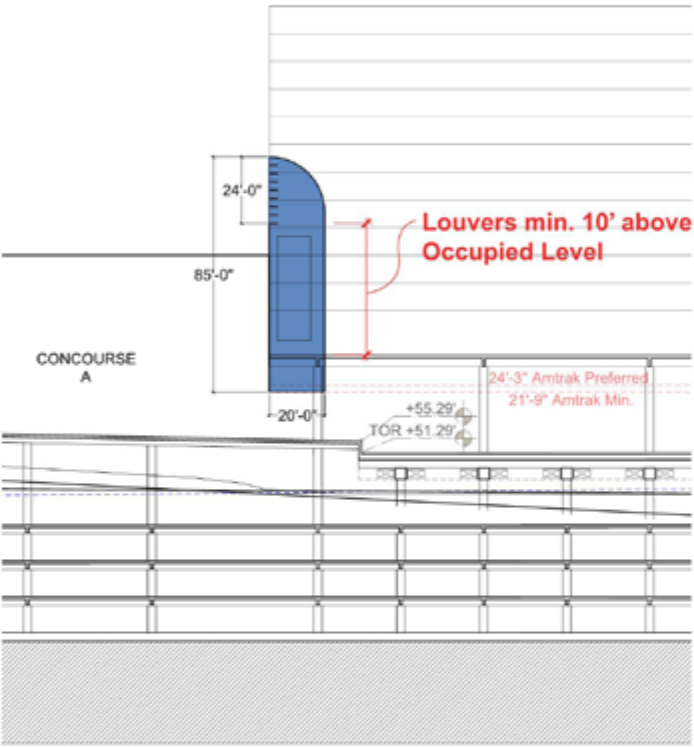 24'-0"
Louvers min. 10' above
Occupied Level
85'-0"
CONCOURSE
A
24'-3" Amtrak Preferred
21'-9" Amtrak Min.
20'-0"
+55.29'
TOR +51.29'